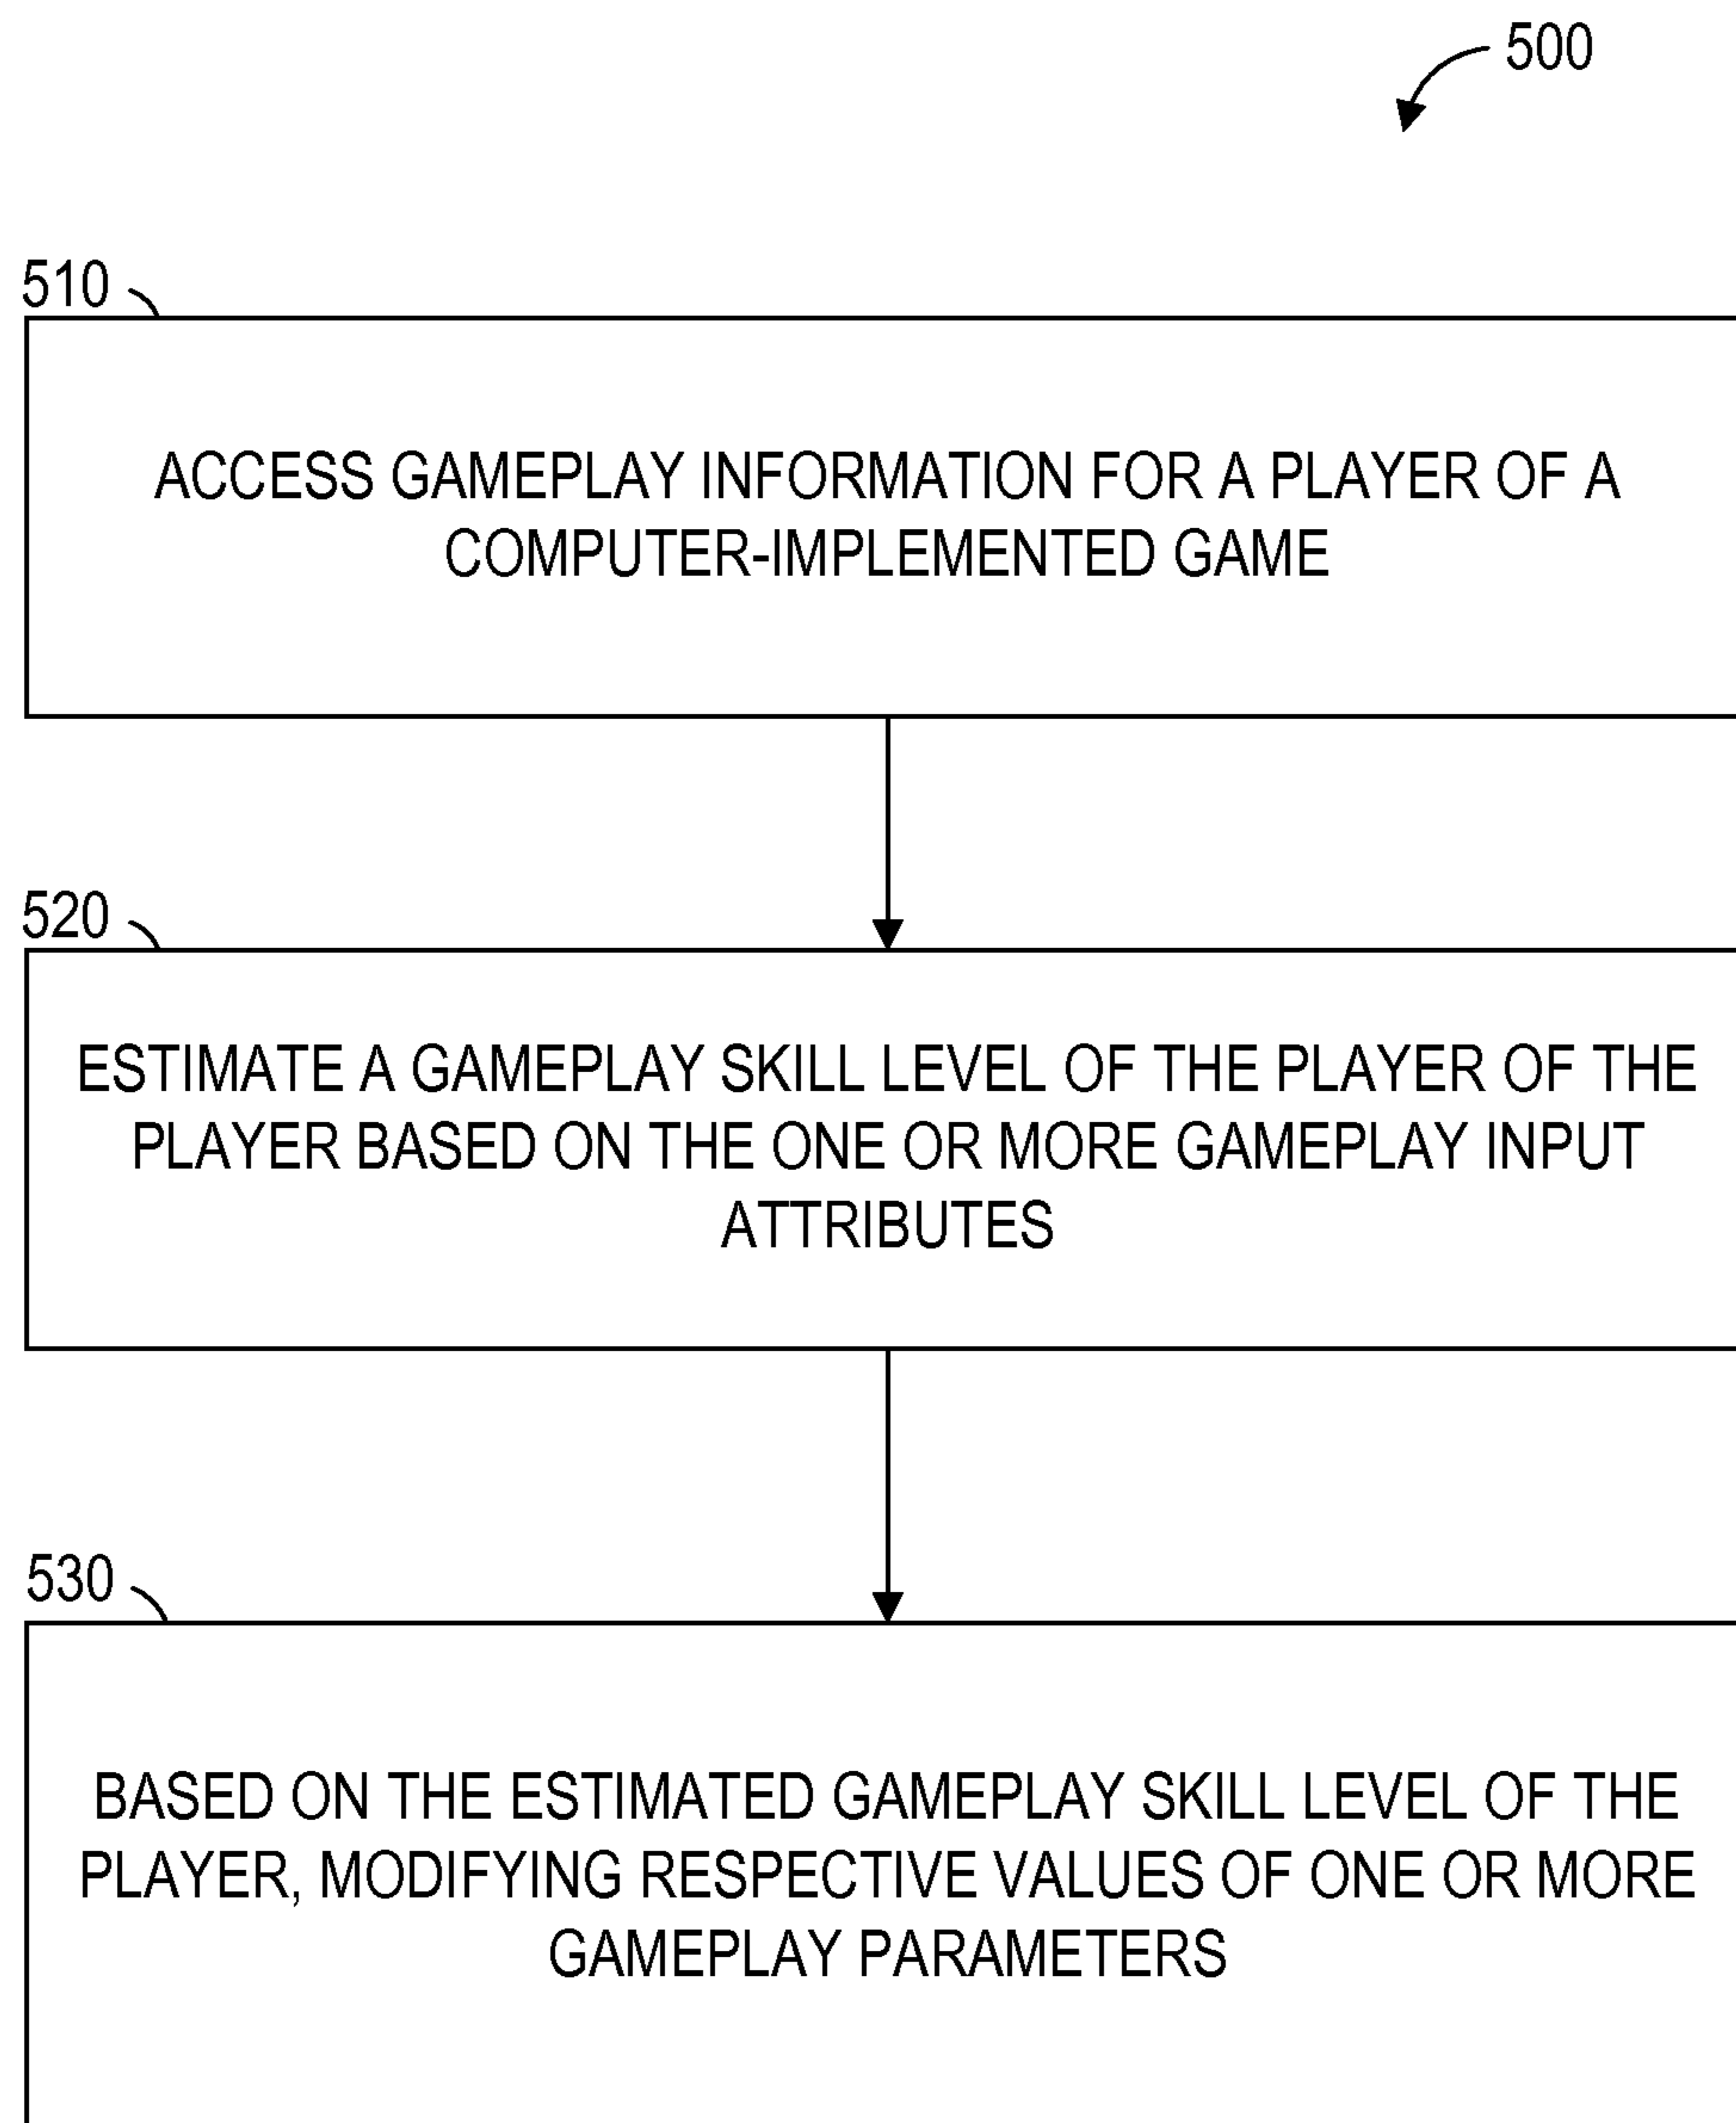 500
510
ACCESS GAMEPLAY INFORMATION FOR A PLAYER OF A
COMPUTER-IMPLEMENTED GAME
520
ESTIMATE A GAMEPLAY SKILL LEVEL OF THE PLAYER OF THE
PLAYER BASED ON THE ONE OR MORE GAMEPLAY INPUT
ATTRIBUTES
530
BASED ON THE ESTIMATED GAMEPLAY SKILL LEVEL OF THE
PLAYER, MODIFYING RESPECTIVE VALUES OF ONE OR MORE
GAMEPLAY PARAMETERS